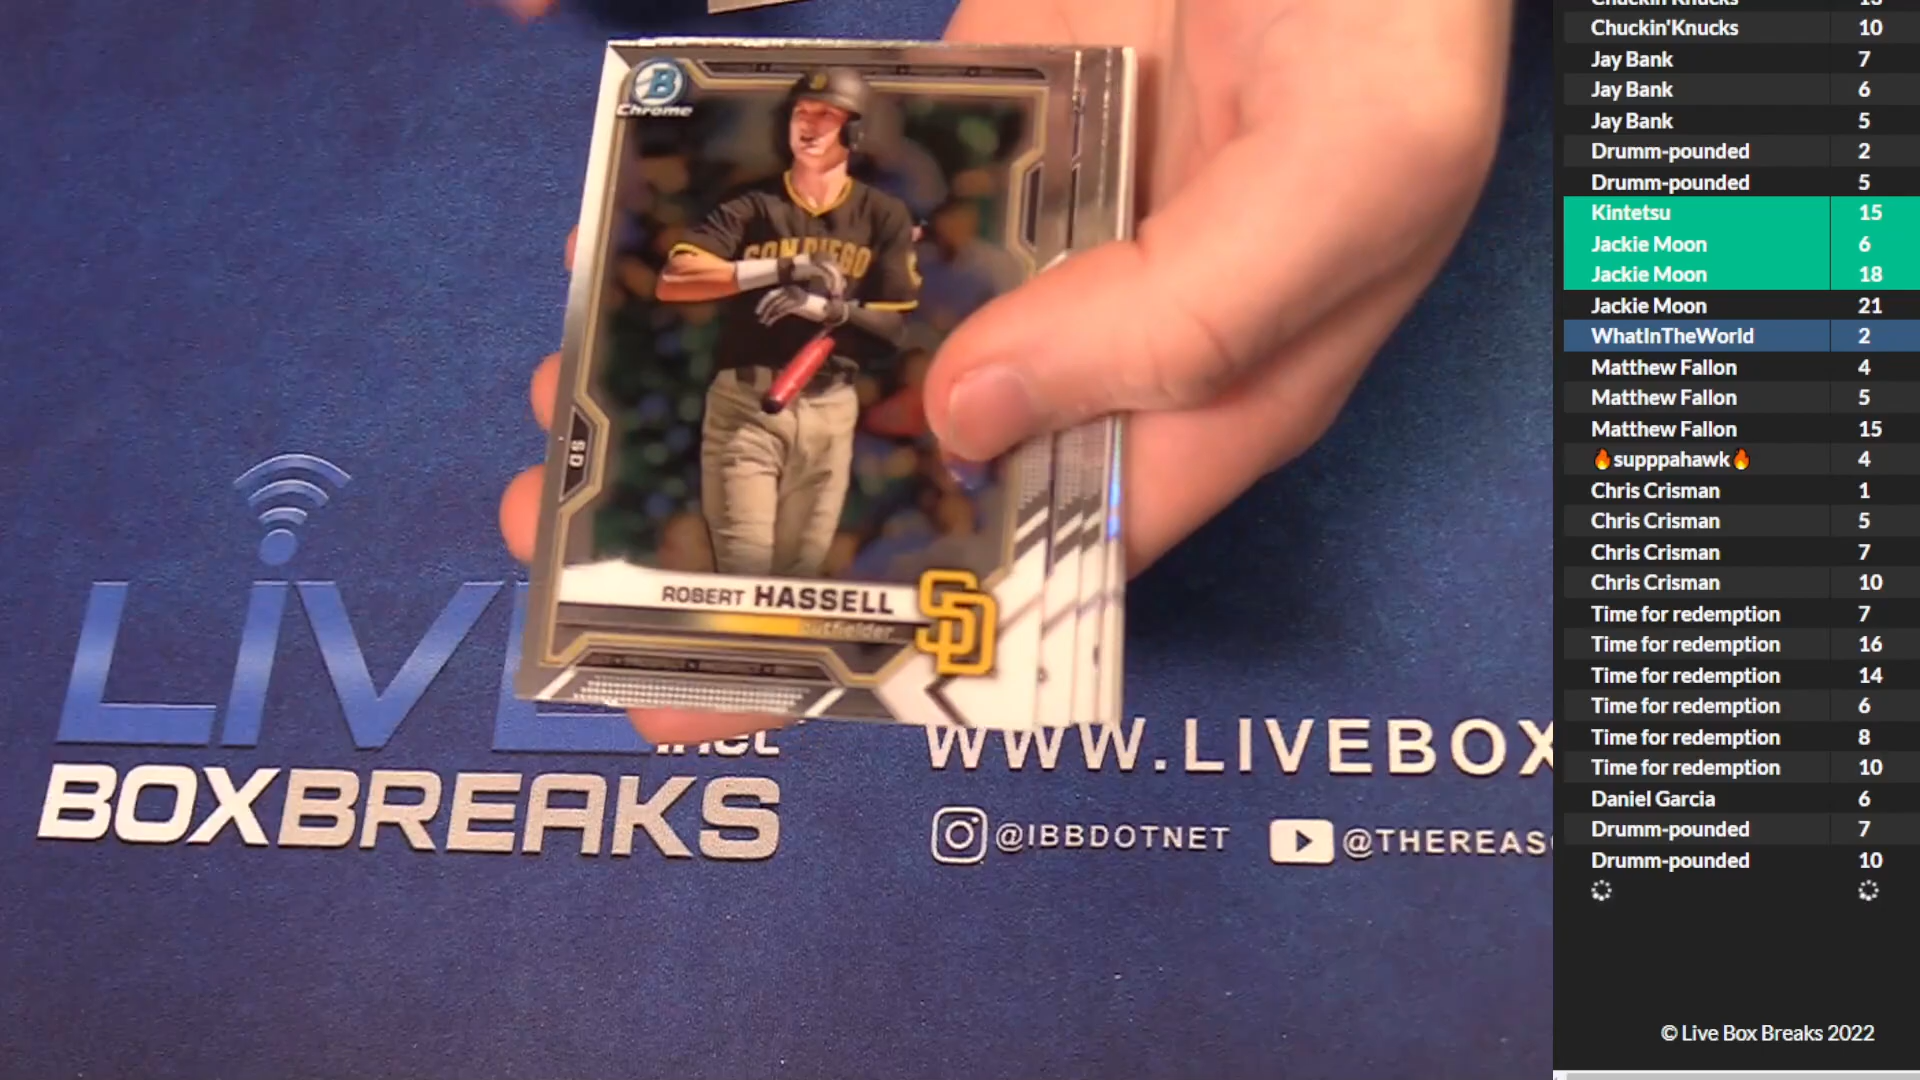 B
Chrome
SAN DIEGO
SD
ROBERT HASSELL
Outfielder
SD
LIVE
.net
BOXBREAKS
WWW.LIVEBOX
@IBBDOTNET
@THEREAS
Chuckin'Knucks 13
Chuckin'Knucks 10
Jay Bank 7
Jay Bank 6
Jay Bank 5
Drumm-pounded 2
Drumm-pounded 5
Kintetsu 15
Jackie Moon 6
Jackie Moon 18
Jackie Moon 21
WhatInTheWorld 2
Matthew Fallon 4
Matthew Fallon 5
Matthew Fallon 15
🔥supppahawk🔥 4
Chris Crisman 1
Chris Crisman 5
Chris Crisman 7
Chris Crisman 10
Time for redemption 7
Time for redemption 16
Time for redemption 14
Time for redemption 6
Time for redemption 8
Time for redemption 10
Daniel Garcia 6
Drumm-pounded 7
Drumm-pounded 10
© Live Box Breaks 2022